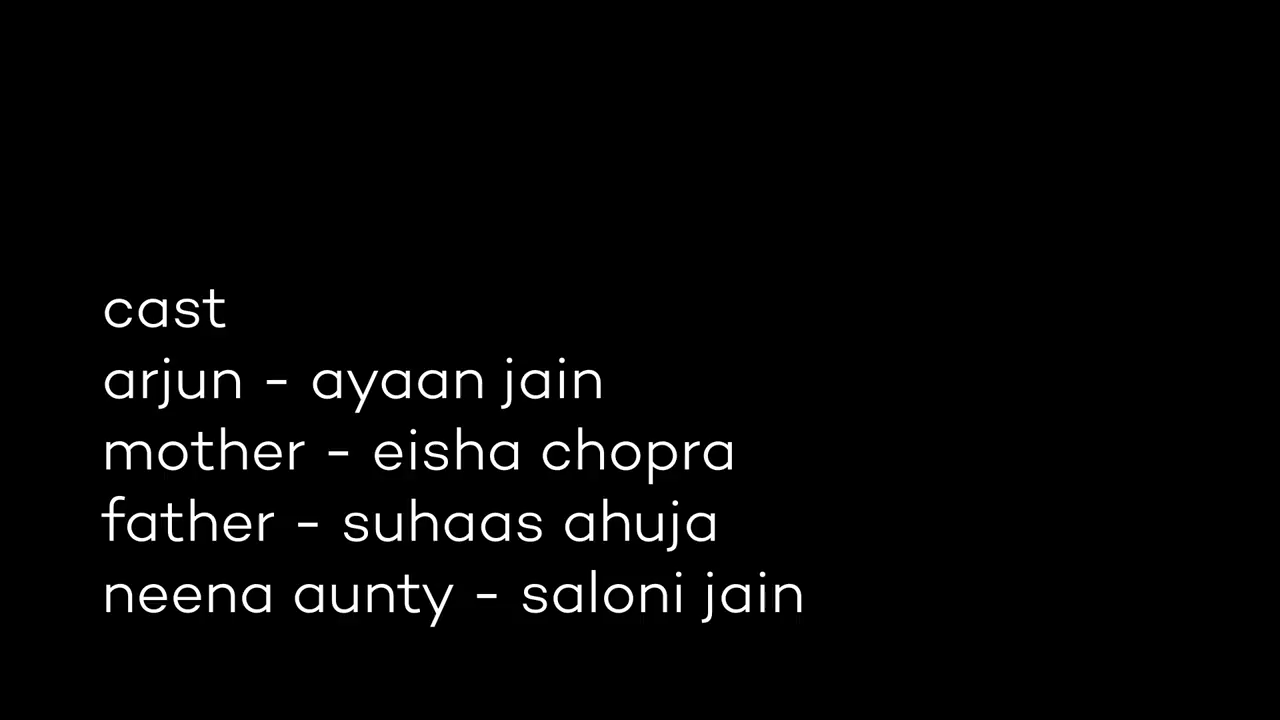 cast
arjun - ayaan jain
mother - eisha chopra
father - suhaas ahuja
neena aunty - saloni jain